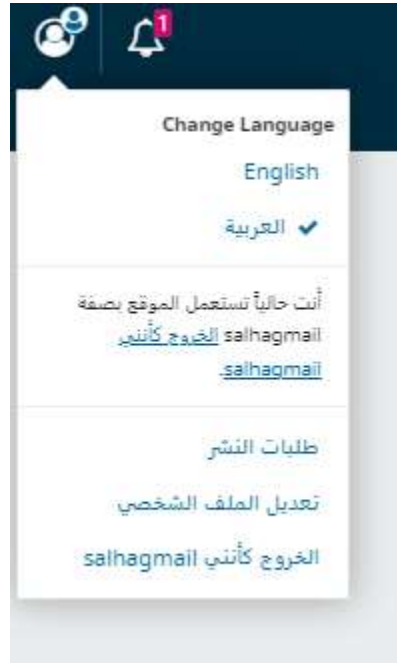 1
Change Language
English
العربية
أنت حالياً تستعمل الموقع بصفة
salhagmail الخروج كأنني
salhagmail.
طلبات النشر
تعديل الملف الشخصي
الخروج كأنني salhagmail